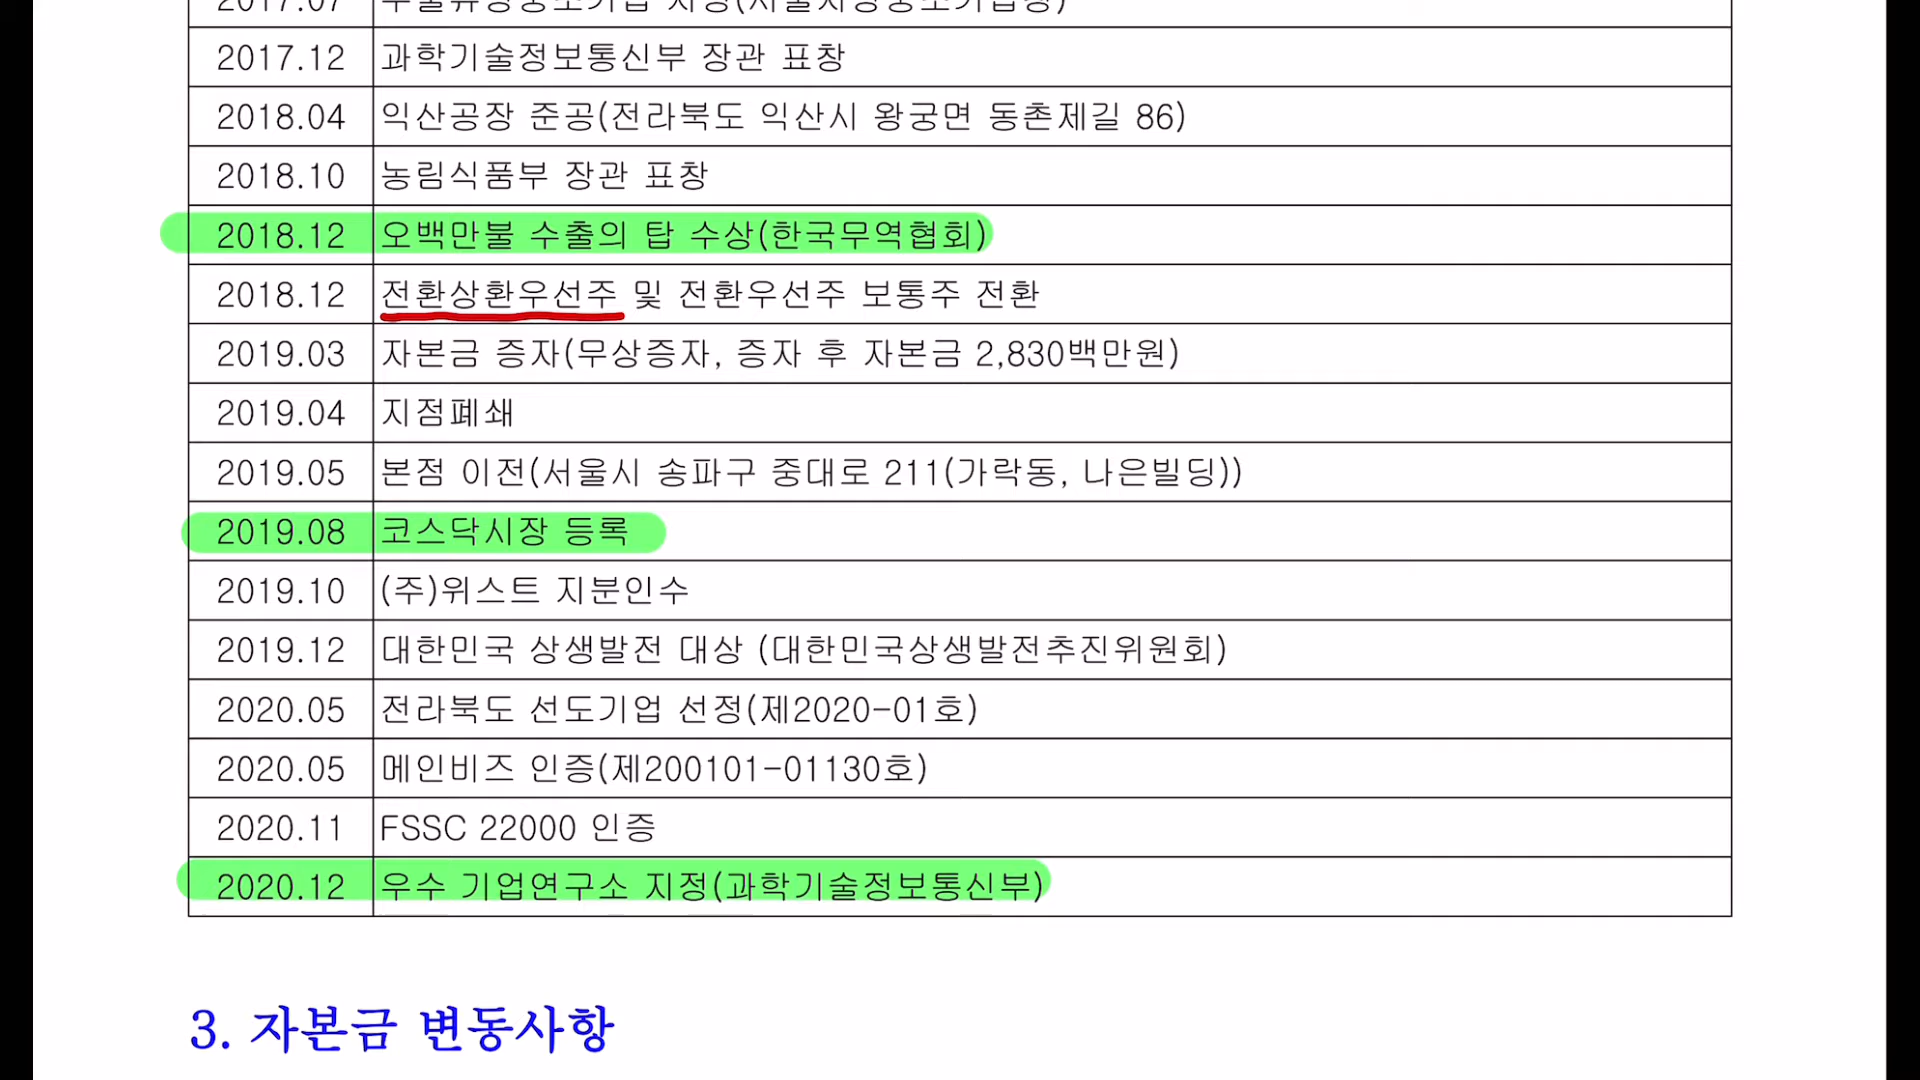 2017.07
2017.12 과학기술정보통신부 장관 표창
2018.04 익산공장 준공(전라북도 익산시 왕궁면 동촌제길 86)
2018.10 농림식품부 장관 표창
2018.12 오백만불 수출의 탑 수상(한국무역협회)
2018.12 전환상환우선주 및 전환우선주 보통주 전환
2019.03 자본금 증자(무상증자, 증자 후 자본금 2,830백만원)
2019.04 지점폐쇄
2019.05 본점 이전(서울시 송파구 중대로 211(가락동, 나은빌딩))
2019.08 코스닥시장 등록
2019.10 (주)위스트 지분인수
2019.12 대한민국 상생발전 대상 (대한민국상생발전추진위원회)
2020.05 전라북도 선도기업 선정(제2020-01호)
2020.05 메인비즈 인증(제200101-01130호)
2020.11 FSSC 22000 인증
2020.12 우수 기업연구소 지정(과학기술정보통신부)
3. 자본금 변동사항